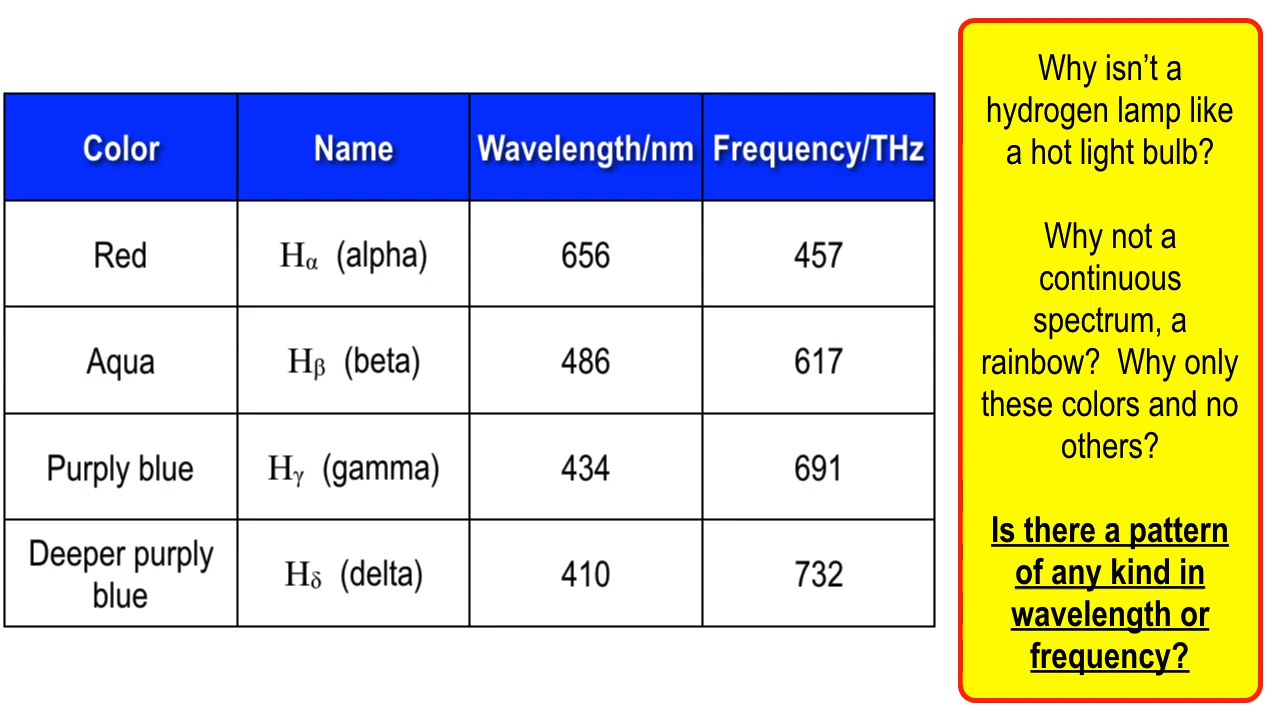 Color Name Wavelength/nm Frequency/THz
Red Hα (alpha) 656 457
Aqua Hβ (beta) 486 617
Purply blue Hγ (gamma) 434 691
Deeper purply
blue Hδ (delta) 410 732
Why isn’t a
hydrogen lamp like
a hot light bulb?
Why not a
continuous
spectrum, a
rainbow? Why only
these colors and no
others?
Is there a pattern
of any kind in
wavelength or
frequency?